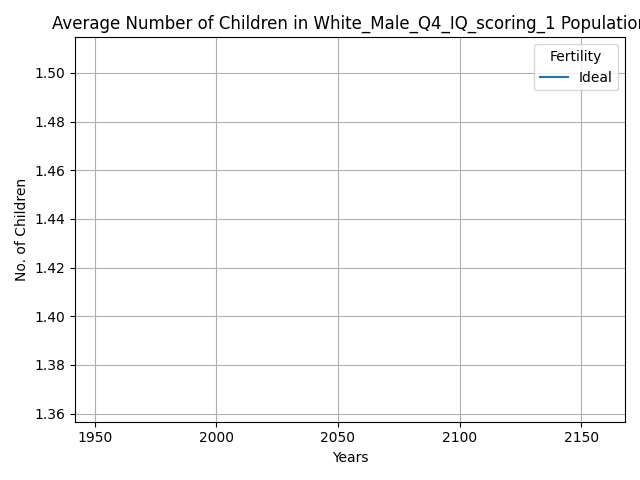 Average Number of Children in White_Male_Q4_IQ_scoring_1 Population
Fertility
Ideal
1.50
1.48
1.46
1.44
1.42
1.40
1.38
1.36
No. of Children
1950 2000 2050 2100 2150
Years